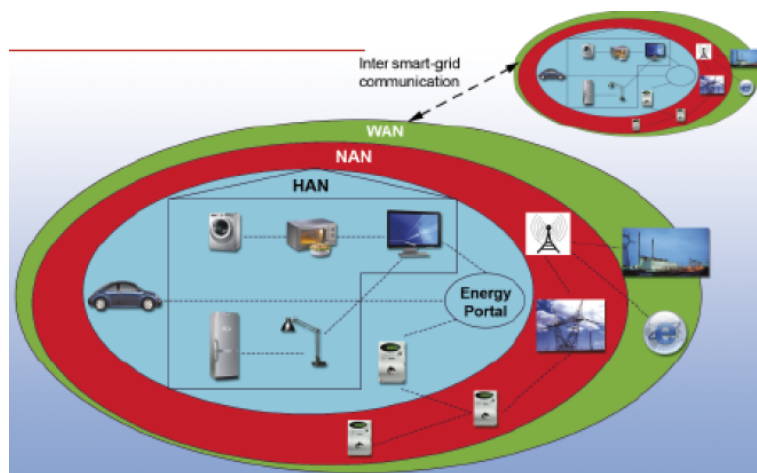 Inter smart-grid
communication
WAN
NAN
HAN
Energy
Portal